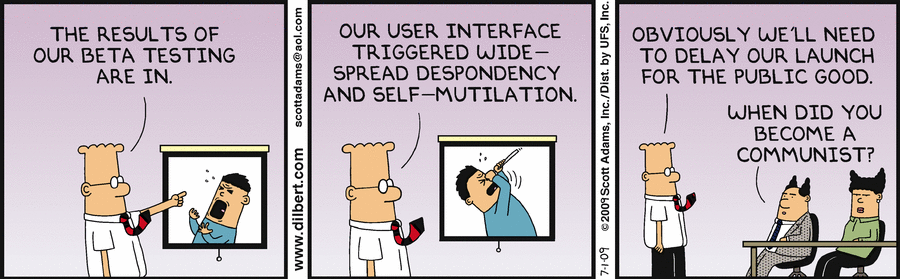 THE RESULTS OF
OUR BETA TESTING
ARE IN.
www.dilbert.com scottadams@aol.com
OUR USER INTERFACE
TRIGGERED WIDE-
SPREAD DESPONDENCY
AND SELF-MUTILATION.
7-1-09 ©2009 Scott Adams, Inc./Dist. by UFS, Inc.
OBVIOUSLY WE'LL NEED
TO DELAY OUR LAUNCH
FOR THE PUBLIC GOOD.
WHEN DID YOU
BECOME A
COMMUNIST?